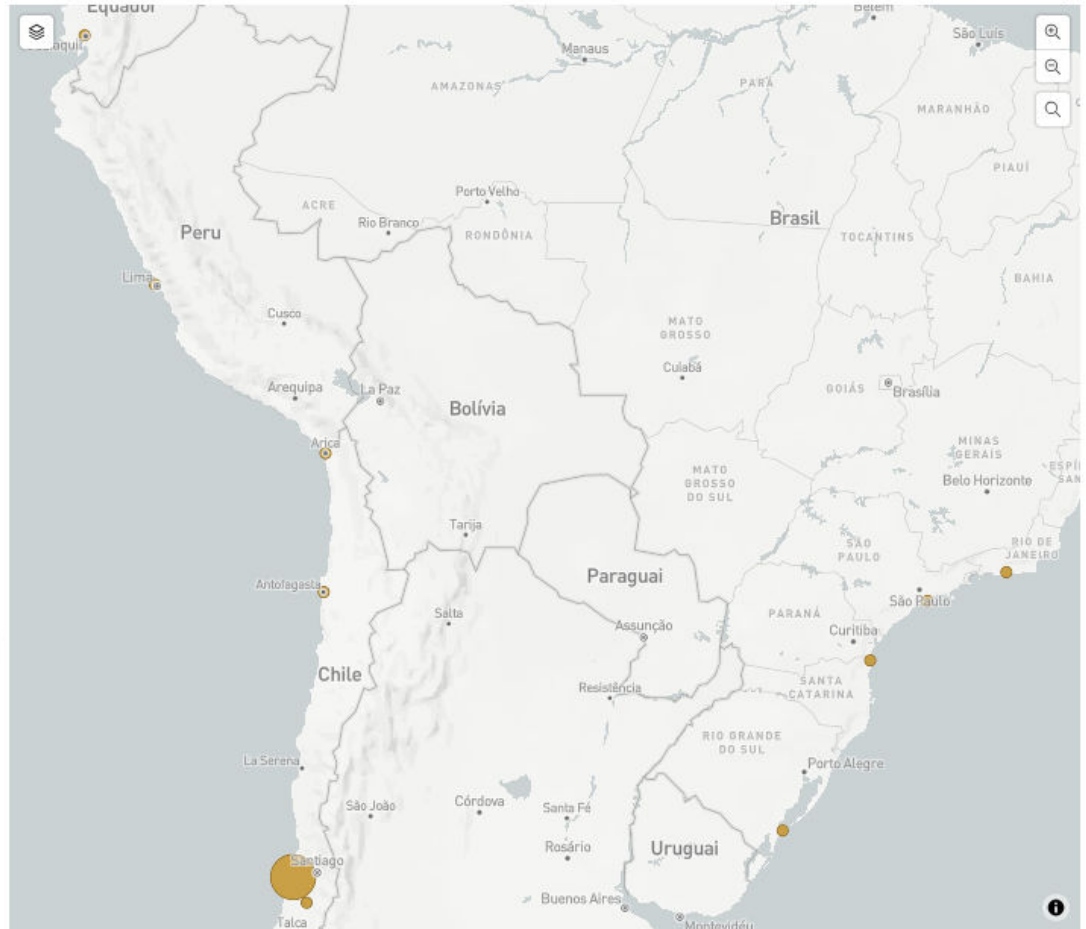 Equador
Belém
São Luís
Manaus
AMAZONAS
PARÁ
MARANHÃO
PIAUÍ
Porto Velho
ACRE
Rio Branco
RONDÔNIA
Peru
Brasil
TOCANTINS
Lima
BAHIA
Cusco
MATO
GROSSO
Cuiabá
Arequipa
La Paz
GOIÁS
Brasília
Bolívia
Arica
MINAS
GERAIS
MATO
GROSSO
DO SUL
Belo Horizonte
Tarija
SÃO
PAULO
RIO DE
JANEIRO
Paraguai
Antofagasta
São Paulo
Salta
PARANÁ
Assunção
Curitiba
Chile
SANTA
CATARINA
Resistência
RIO GRANDE
DO SUL
La Serena
Porto Alegre
São João
Córdova
Santa Fé
Rosário
Uruguai
Santiago
Buenos Aires
Talca
Montevidéu